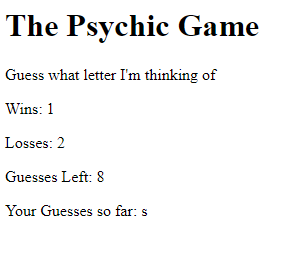 The Psychic Game
Guess what letter I'm thinking of
Wins: 1
Losses: 2
Guesses Left: 8
Your Guesses so far: s